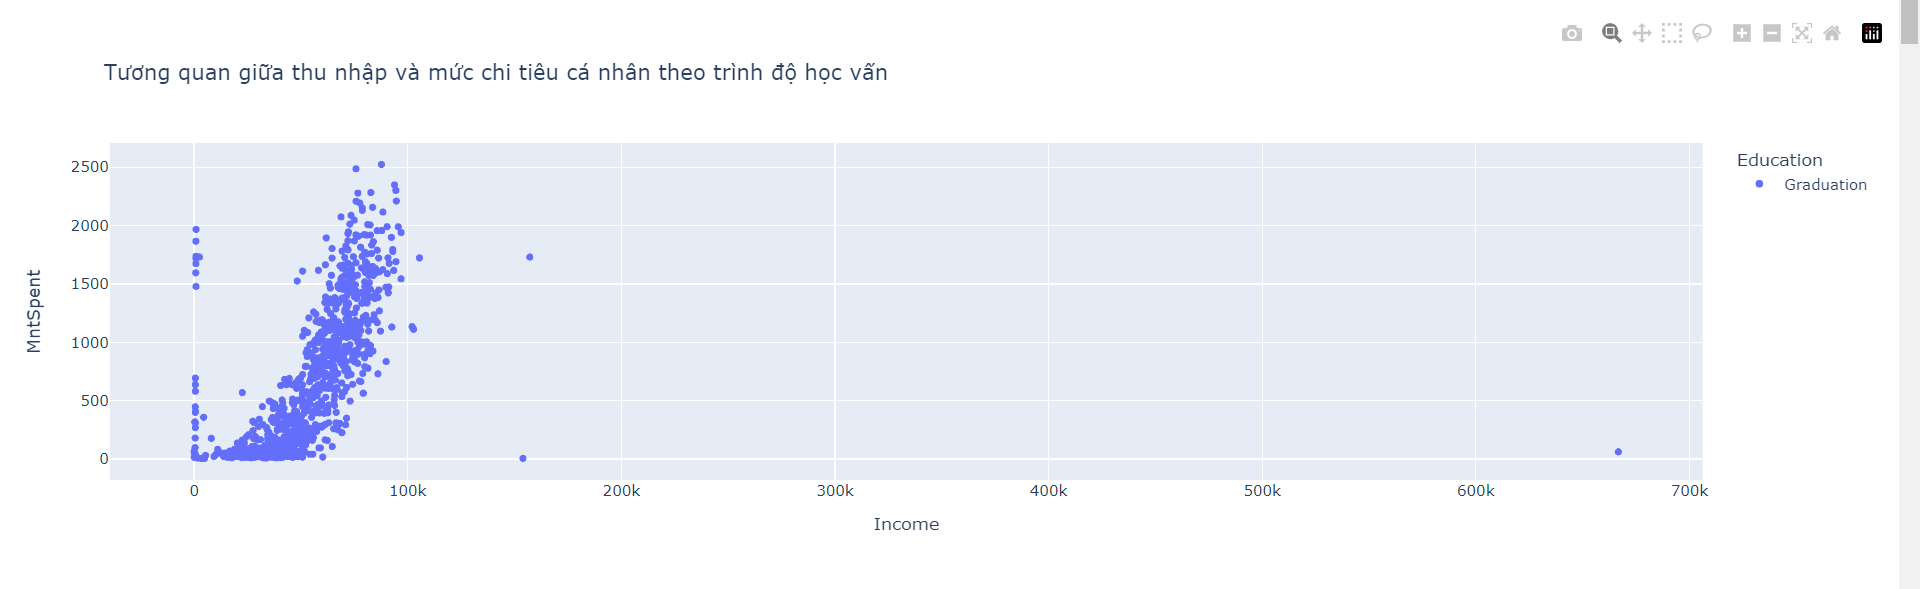 Tương quan giữa thu nhập và mức chi tiêu cá nhân theo trình độ học vấn
2500
2000
1500
1000
500
0
MntSpent
0 100k 200k 300k 400k 500k 600k 700k
Income
Education
Graduation